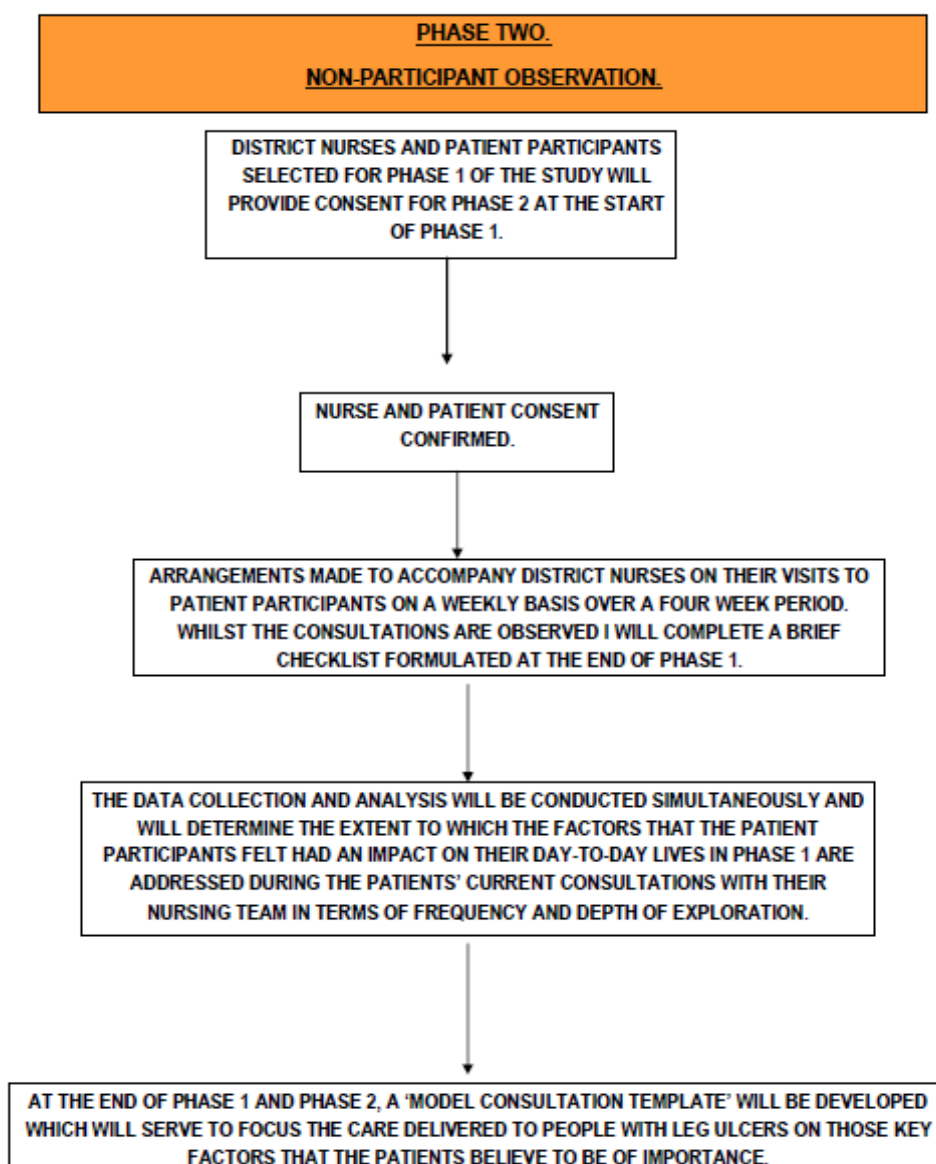 PHASE TWO.
NON-PARTICIPANT OBSERVATION.
DISTRICT NURSES AND PATIENT PARTICIPANTS
SELECTED FOR PHASE 1 OF THE STUDY WILL
PROVIDE CONSENT FOR PHASE 2 AT THE START
OF PHASE 1.
NURSE AND PATIENT CONSENT
CONFIRMED.
ARRANGEMENTS MADE TO ACCOMPANY DISTRICT NURSES ON THEIR VISITS TO
PATIENT PARTICIPANTS ON A WEEKLY BASIS OVER A FOUR WEEK PERIOD.
WHILST THE CONSULTATIONS ARE OBSERVED I WILL COMPLETE A BRIEF
CHECKLIST FORMULATED AT THE END OF PHASE 1.
THE DATA COLLECTION AND ANALYSIS WILL BE CONDUCTED SIMULTANEOUSLY AND
WILL DETERMINE THE EXTENT TO WHICH THE FACTORS THAT THE PATIENT
PARTICIPANTS FELT HAD AN IMPACT ON THEIR DAY-TO-DAY LIVES IN PHASE 1 ARE
ADDRESSED DURING THE PATIENTS’ CURRENT CONSULTATIONS WITH THEIR
NURSING TEAM IN TERMS OF FREQUENCY AND DEPTH OF EXPLORATION.
AT THE END OF PHASE 1 AND PHASE 2, A ‘MODEL CONSULTATION TEMPLATE’ WILL BE DEVELOPED
WHICH WILL SERVE TO FOCUS THE CARE DELIVERED TO PEOPLE WITH LEG ULCERS ON THOSE KEY
FACTORS THAT THE PATIENTS BELIEVE TO BE OF IMPORTANCE.